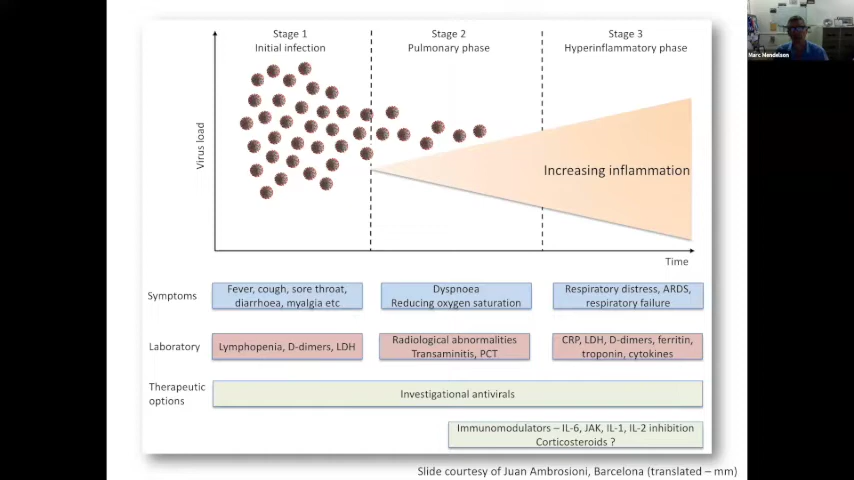 Stage 1
Initial infection
Stage 2
Pulmonary phase
Stage 3
Hyperinflammatory phase
Marc Mendelson
Virus load
Increasing inflammation
Time
Symptoms
Fever, cough, sore throat,
diarrhoea, myalgia etc
Dyspnoea
Reducing oxygen saturation
Respiratory distress, ARDS,
respiratory failure
Laboratory
Lymphopenia, D-dimers, LDH
Radiological abnormalities
Transaminitis, PCT
CRP, LDH, D-dimers, ferritin,
troponin, cytokines
Therapeutic
options
Investigational antivirals
Immunomodulators – IL-6, JAK, IL-1, IL-2 inhibition
Corticosteroids ?
Slide courtesy of Juan Ambrosioni, Barcelona (translated – mm)